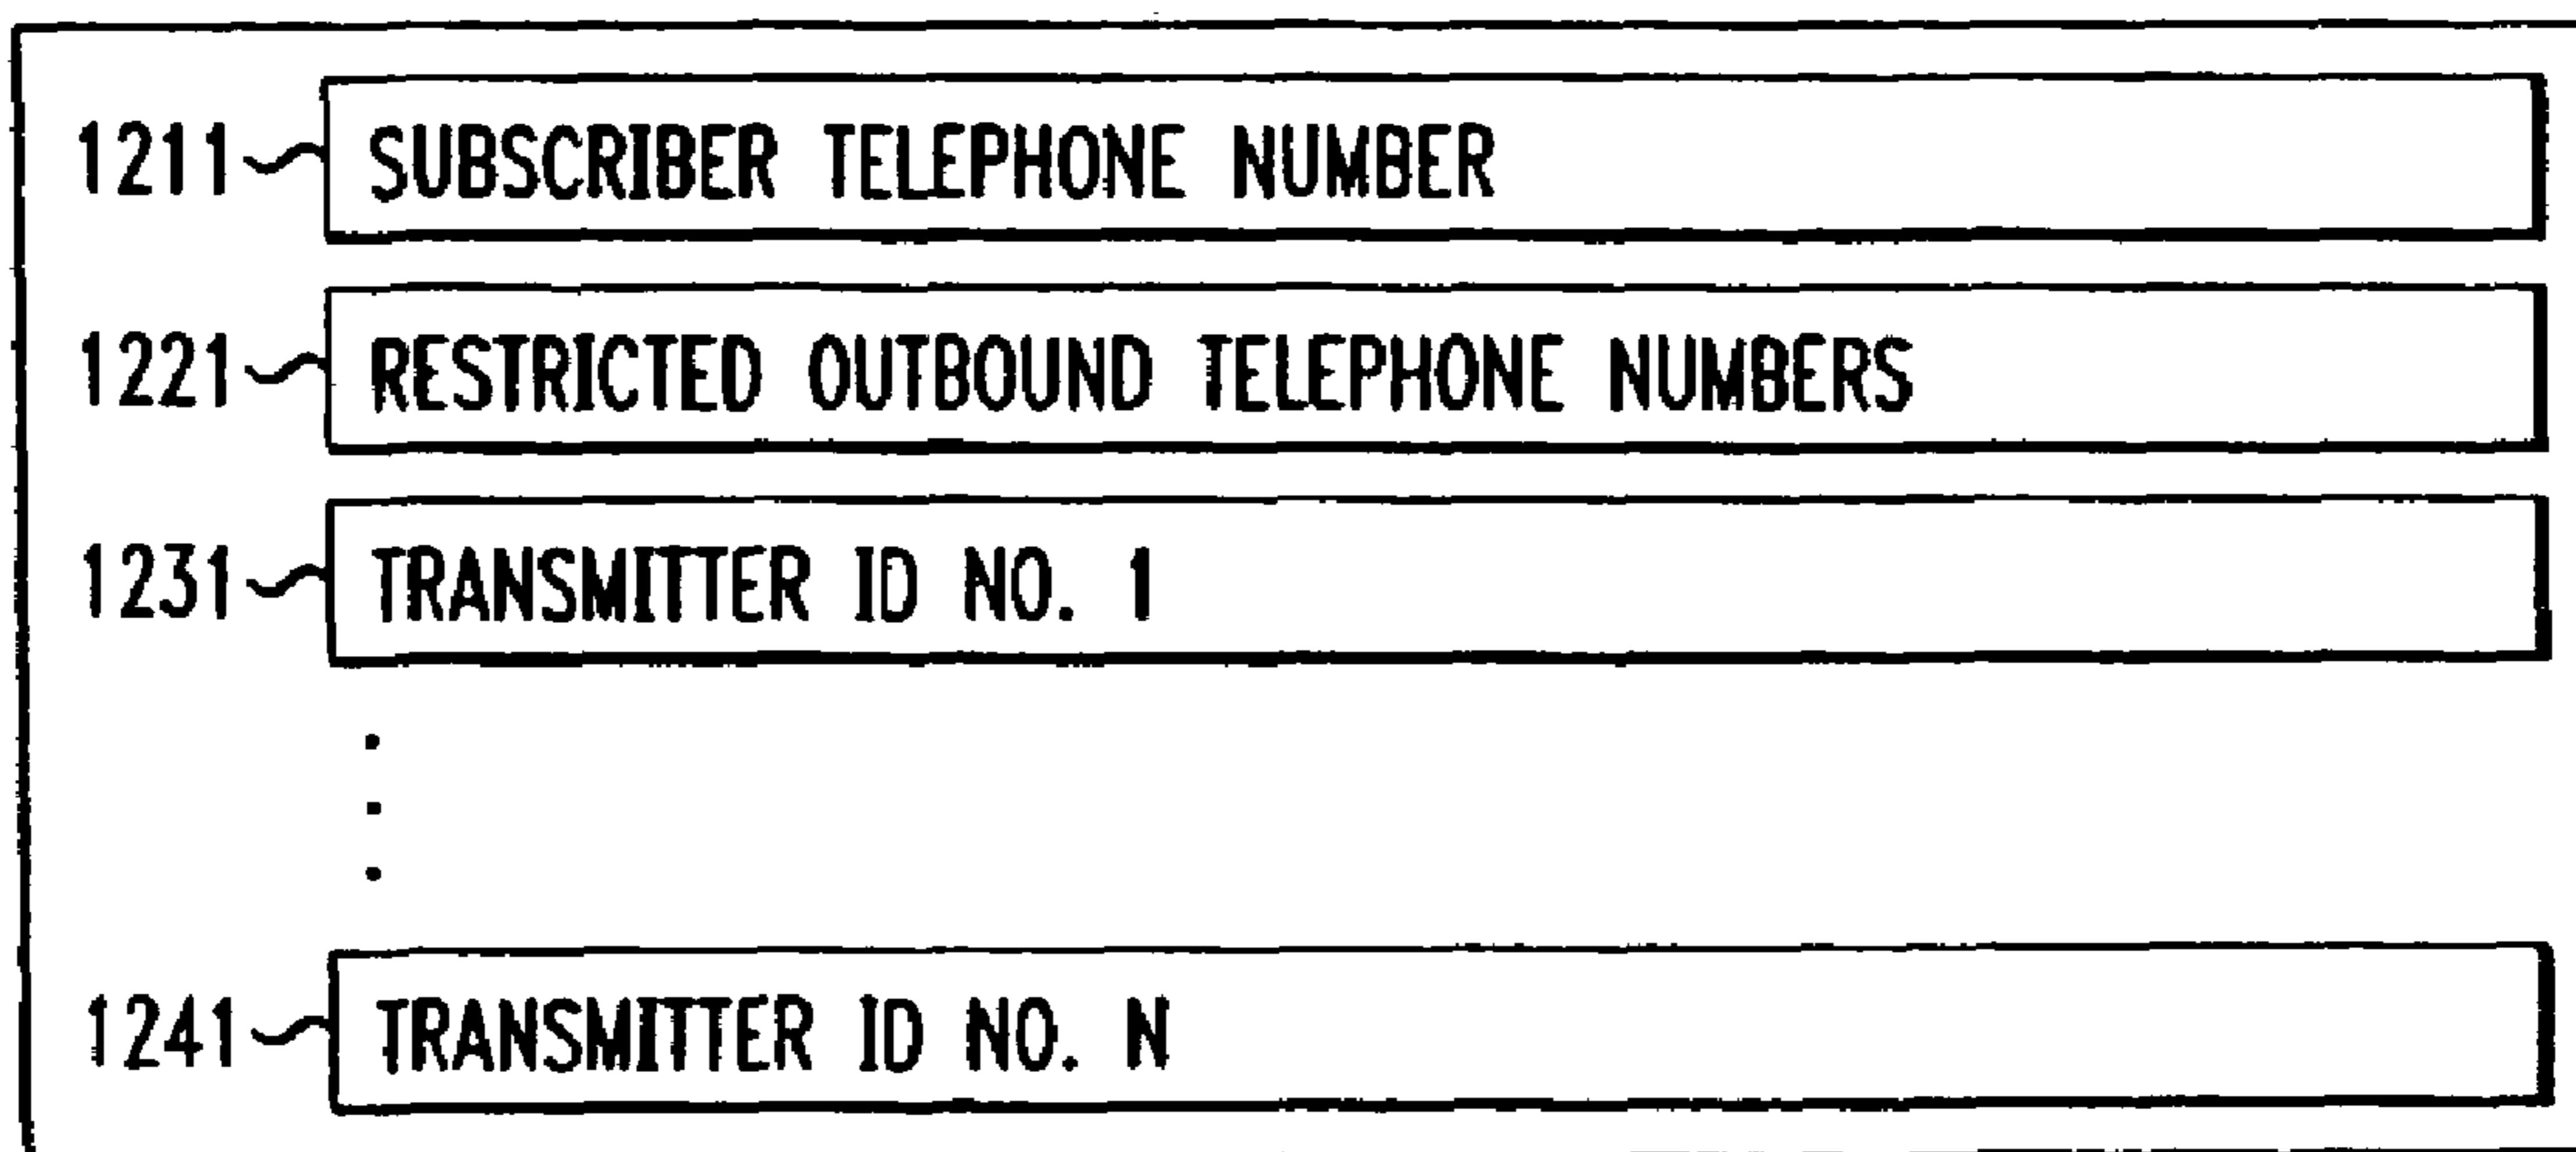 1211 SUBSCRIBER TELEPHONE NUMBER
1221 RESTRICTED OUTBOUND TELEPHONE NUMBERS
1231 TRANSMITTER ID NO. 1
1241 TRANSMITTER ID NO. N